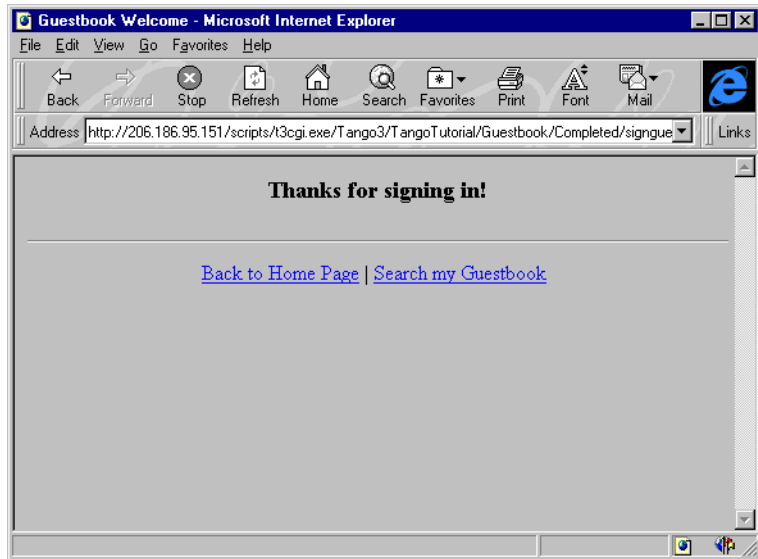 Guestbook Welcome - Microsoft Internet Explorer
File Edit View Go Favorites Help
Back Forward Stop Refresh Home Search Favorites Print Font Mail
Address http://206.186.95.151/scripts/t3cgi.exe/Tango3/TangoTutorial/Guestbook/Completed/signgue Links
Thanks for signing in!
Back to Home Page | Search my Guestbook